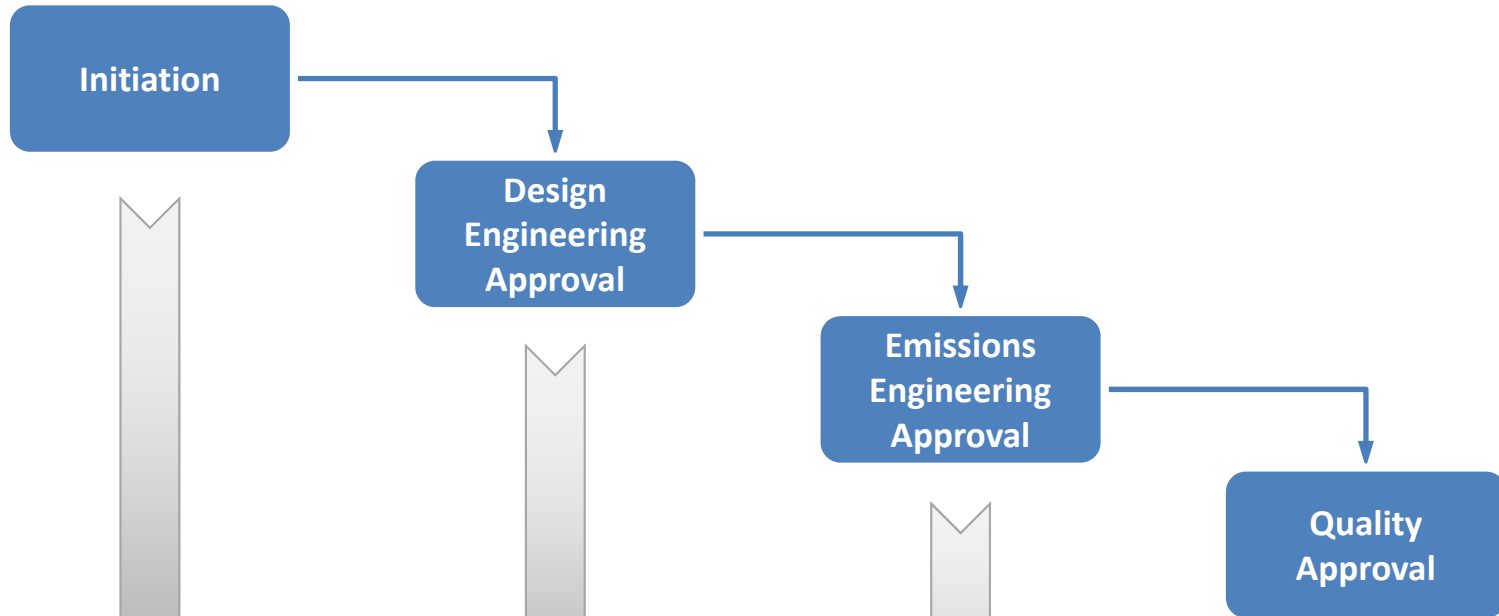 Initiation
Design
Engineering
Approval
Emissions
Engineering
Approval
Quality
Approval